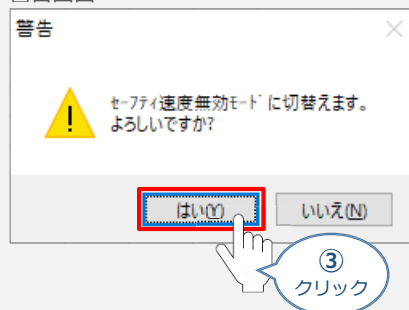 警告
セーフティ速度無効モードに切替えます。
よろしいですか?
はい(Y)
いいえ(N)
③
クリック